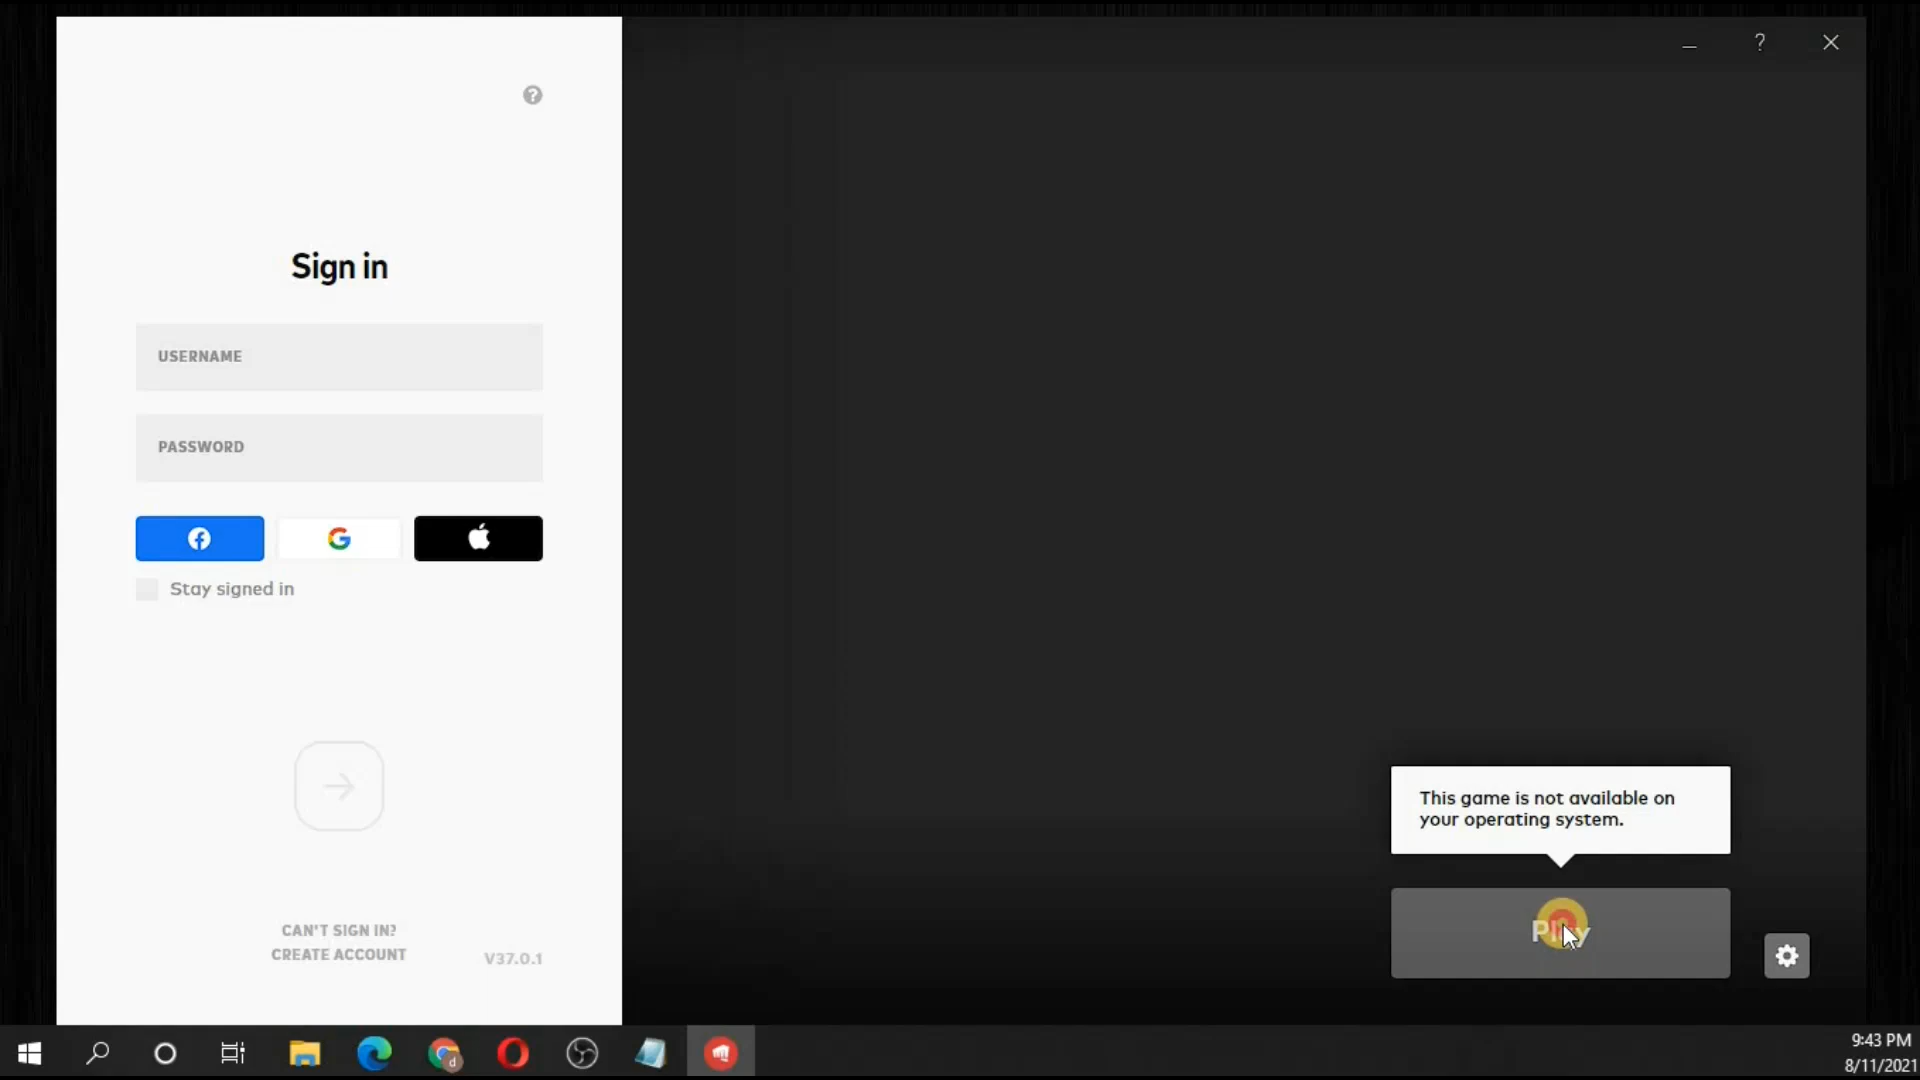 ?
?
Sign in
USERNAME
PASSWORD
Stay signed in
This game is not available on
your operating system.
Play
CAN'T SIGN IN?
CREATE ACCOUNT
V37.0.1
d
9:43 PM
8/11/2021